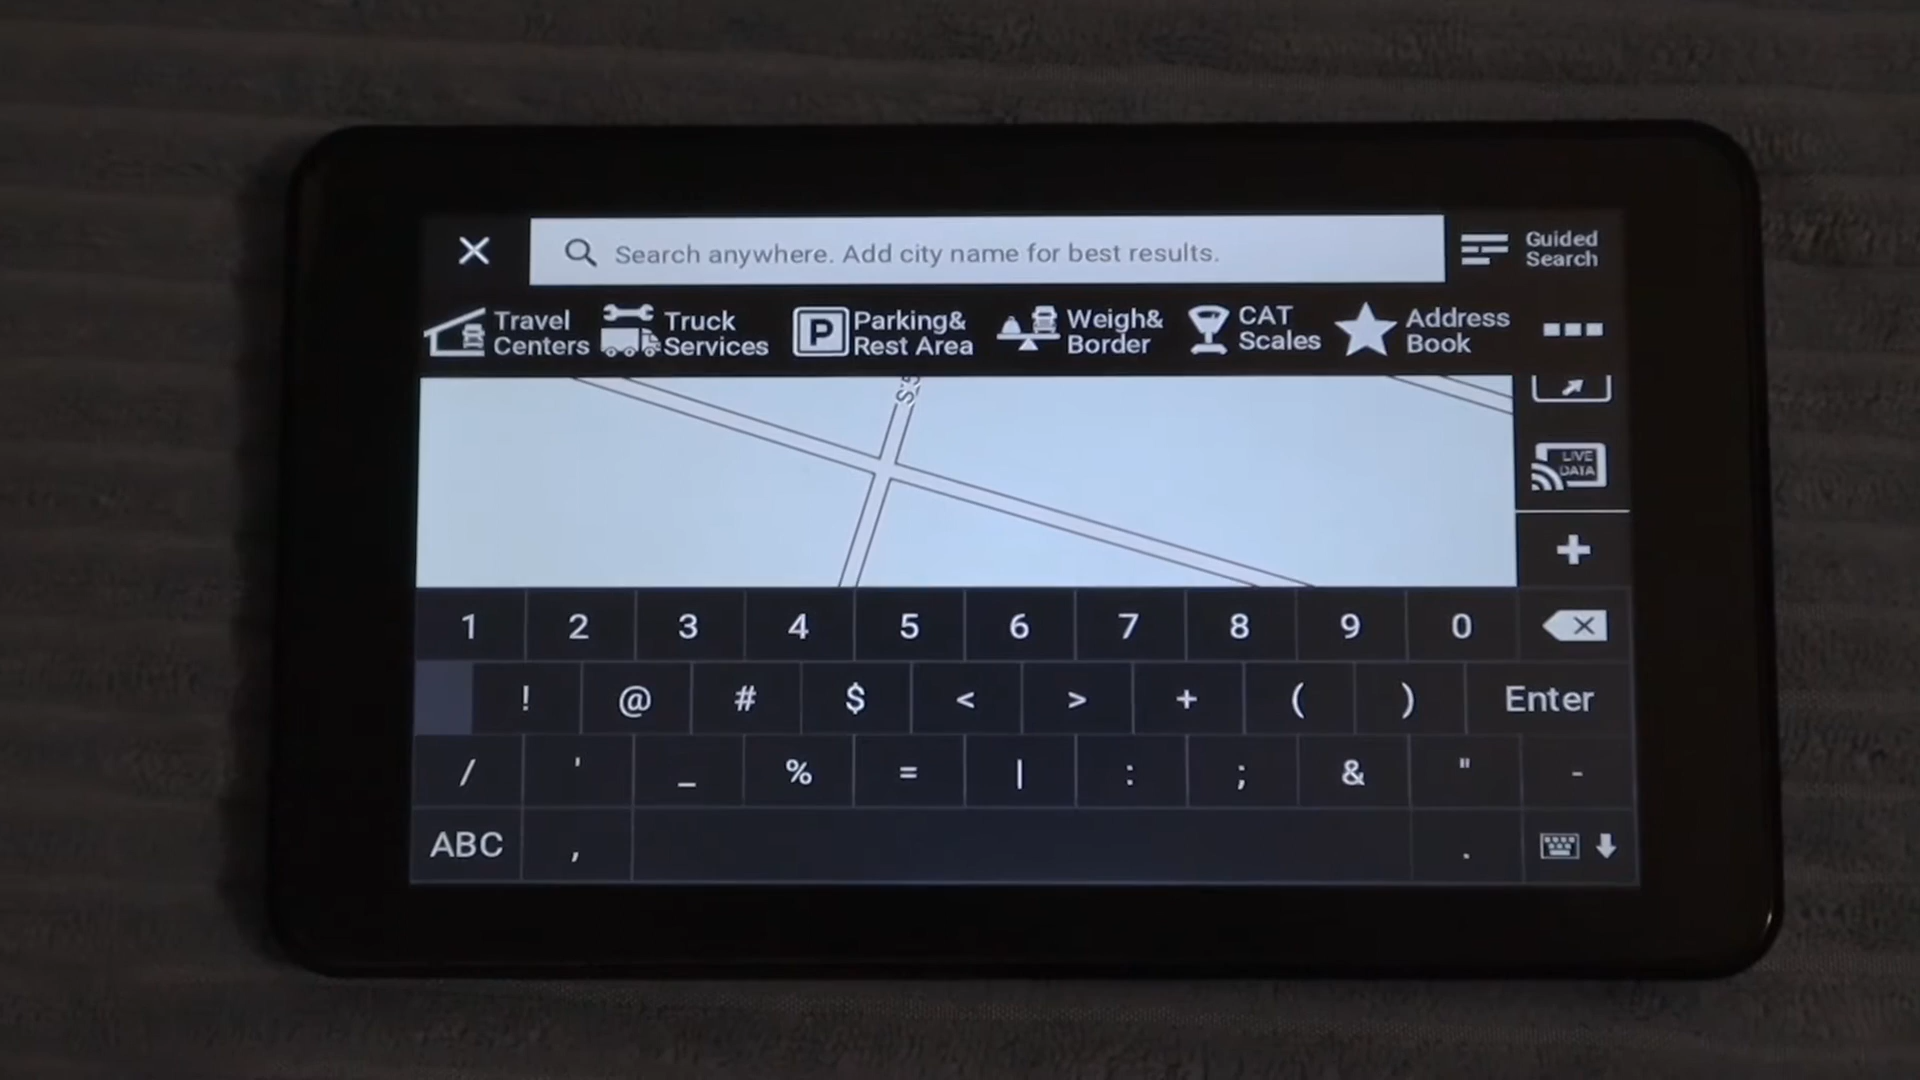 Search anywhere. Add city name for best results.
Guided
Search
Travel
Centers
Truck
Services
P
Parking&
Rest Area
Weigh&
Border
CAT
Scales
Address
Book
LIVE
DATA
+
1 2 3 4 5 6 7 8 9 0
! @ # $ < > + ( ) Enter
/ ' _ % = | : ; & " -
ABC , .